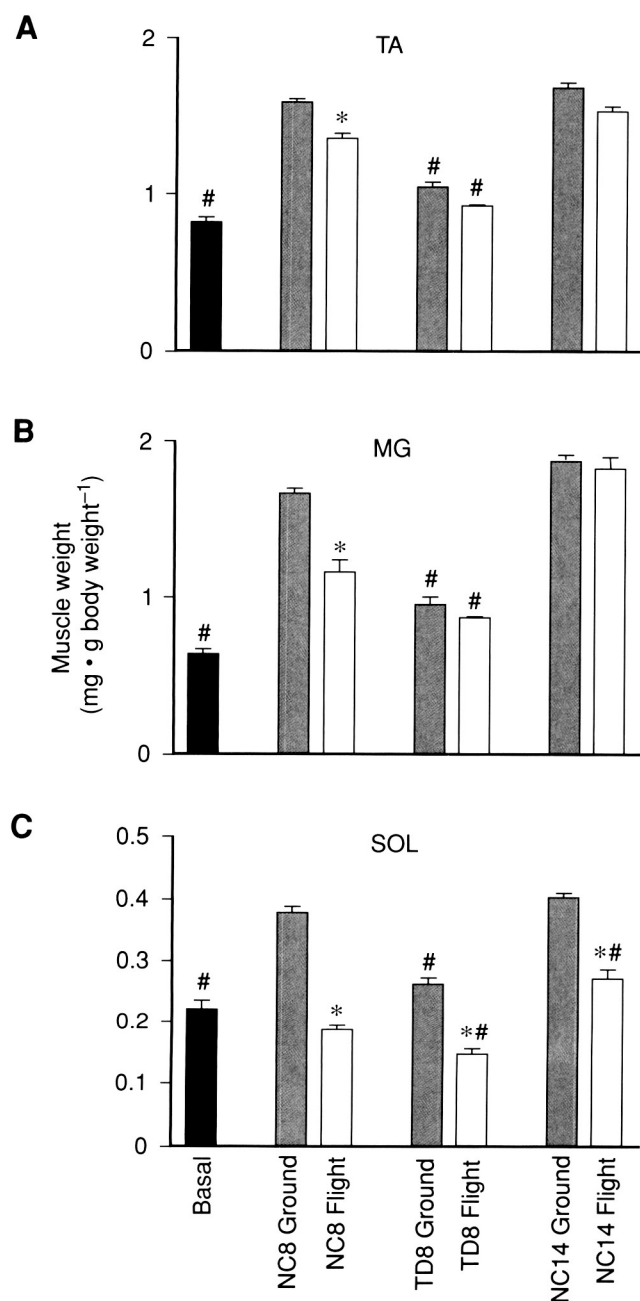 A
TA
2
1
0
#
*
#
#
B
MG
2
1
0
#
*
#
#
Muscle weight
(mg • g body weight⁻¹)
C
SOL
0.5
0.4
0.3
0.2
0.1
0
#
*
#
*#
*#
Basal
NC8 Ground
NC8 Flight
TD8 Ground
TD8 Flight
NC14 Ground
NC14 Flight